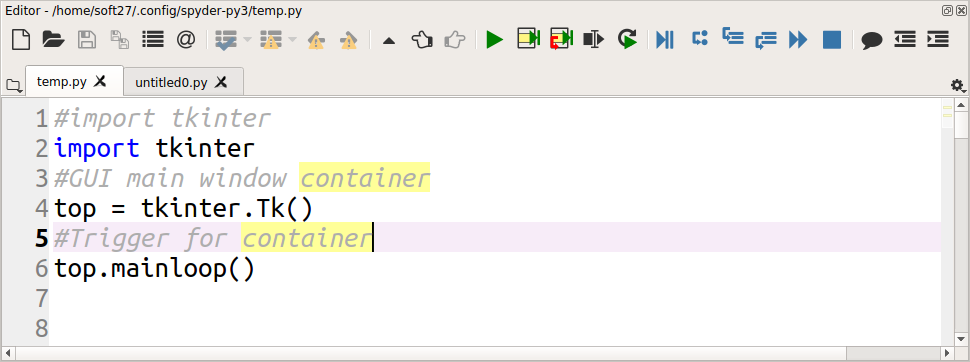 Editor - /home/soft27/.config/spyder-py3/temp.py
temp.py
untitled0.py
1 #import tkinter
2 import tkinter
3 #GUI main window container
4 top = tkinter.Tk()
5 #Trigger for container
6 top.mainloop()
7
8